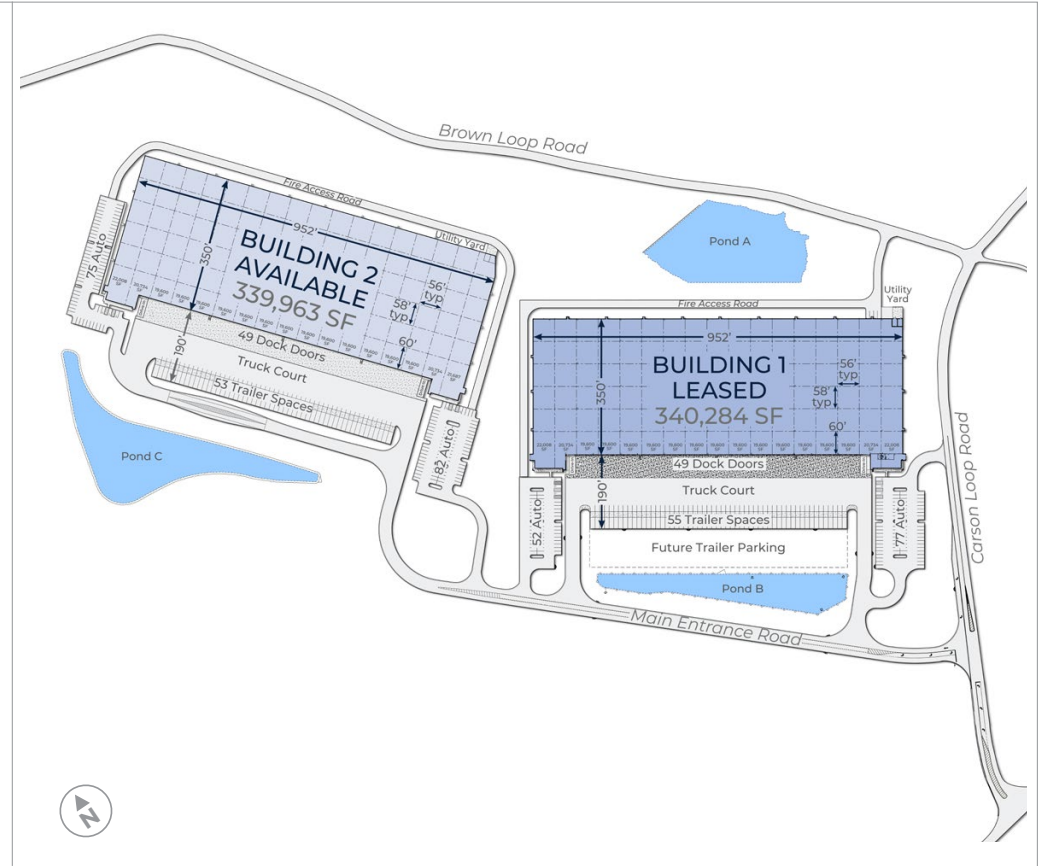 Brown Loop Road
Fire Access Road
952'
Utility Yard
350'
BUILDING 2
AVAILABLE
339,963 SF
56'
typ
58'
typ
60'
75 Auto
49 Dock Doors
190'
Truck Court
53 Trailer Spaces
82 Auto
Pond C
Pond A
Utility
Yard
Fire Access Road
952'
350'
BUILDING 1
LEASED
340,284 SF
56'
typ
58'
typ
60'
49 Dock Doors
190'
Truck Court
55 Trailer Spaces
52 Auto
77 Auto
Future Trailer Parking
Pond B
Main Entrance Road
Carson Loop Road
N